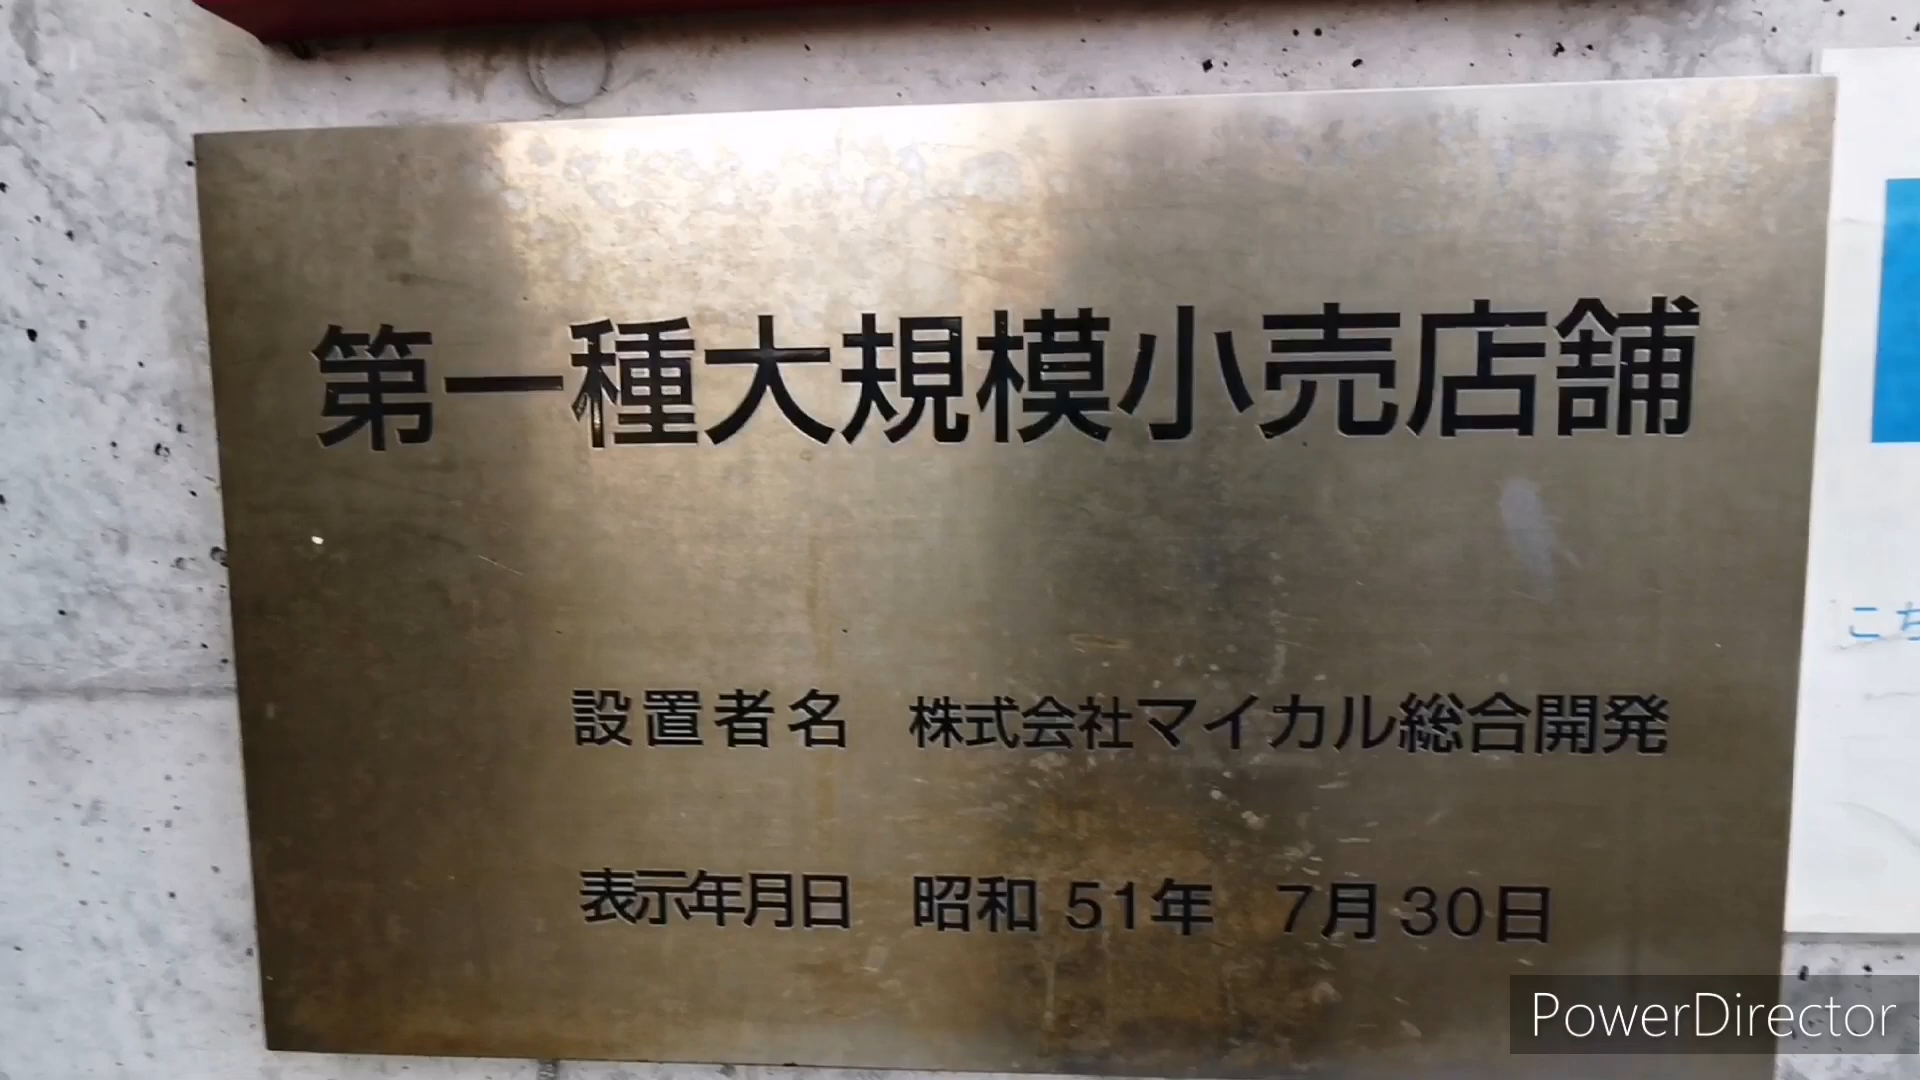 第一種大規模小売店舗
設置者名 株式会社マイカル総合開発
表示年月日 昭和 51年 7月30日
こち
PowerDirector